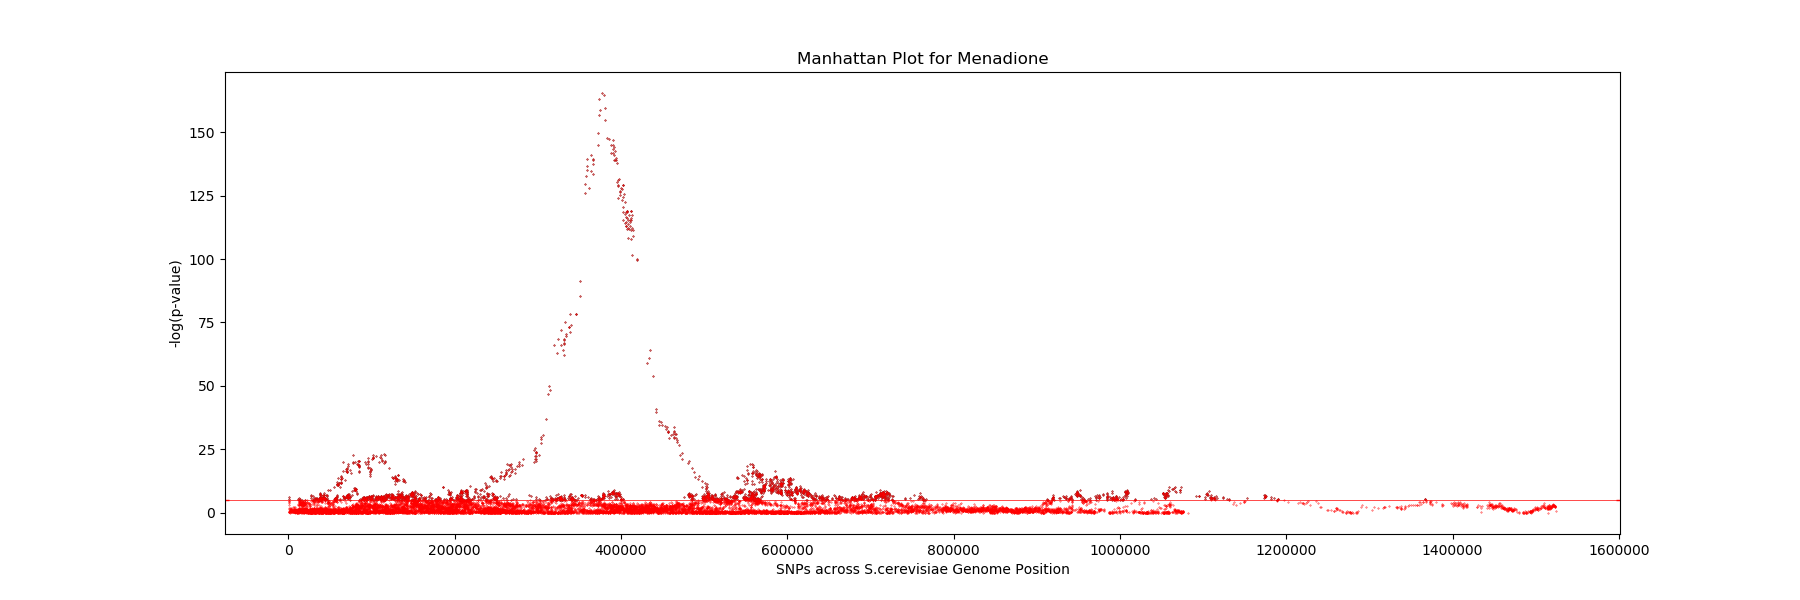 Manhattan Plot for Menadione
-log(p-value)
150
125
100
75
50
25
0
0 200000 400000 600000 800000 1000000 1200000 1400000 1600000
SNPs across S.cerevisiae Genome Position